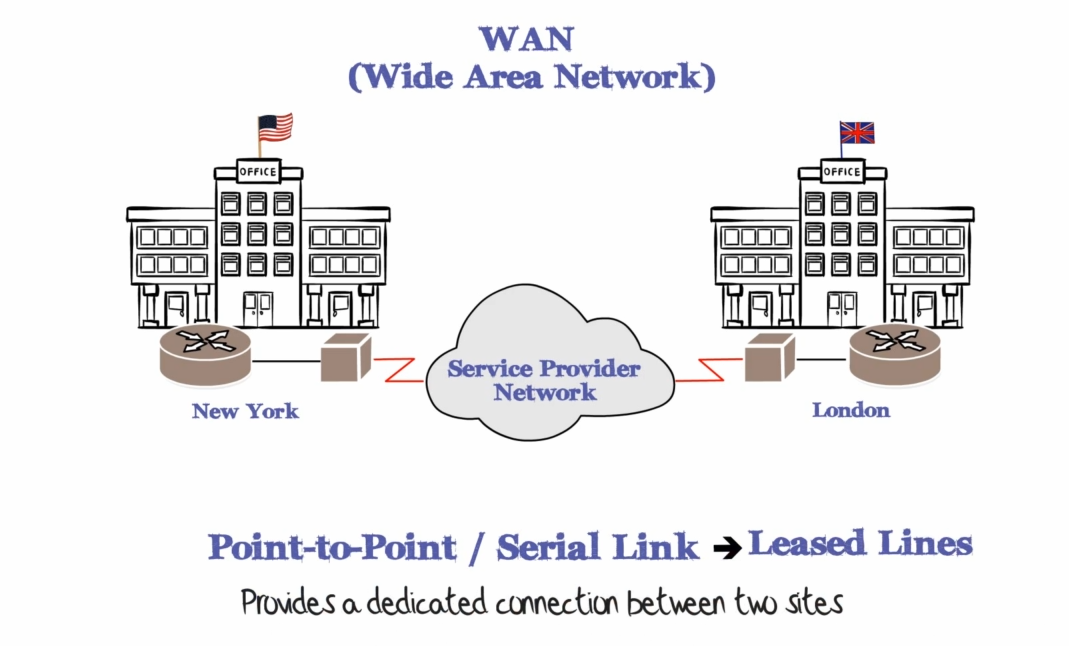 WAN
(Wide Area Network)
OFFICE
OFFICE
Service Provider
Network
New York
London
Point-to-Point / Serial Link ➔ Leased Lines
Provides a dedicated connection between two sites